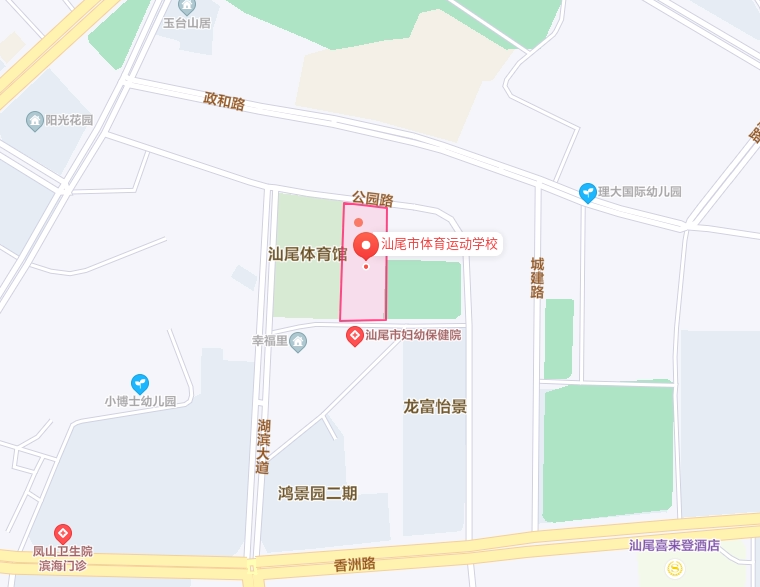 玉台山居
政和路
阳光花园
路
理大国际幼儿园
公园路
汕尾市体育运动学校
汕尾体育馆
城建路
汕尾市妇幼保健院
幸福里
小博士幼儿园
龙富怡景
湖滨大道
鸿景园二期
凤山卫生院
滨海门诊
汕尾喜来登酒店
香洲路